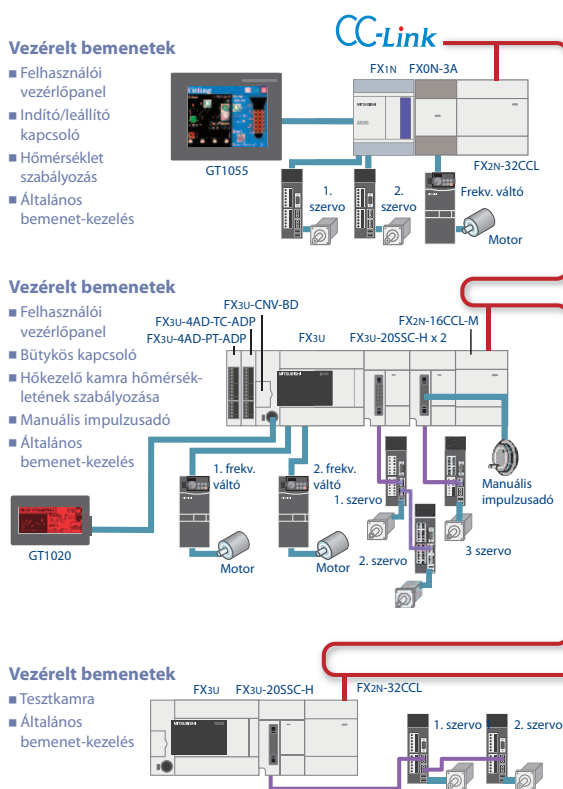 CC-Link
Vezérelt bemenetek
■ Felhasználói
vezérlőpanel
■ Indító/leállító
kapcsoló
■ Hőmérséklet
szabályozás
■ Általános
bemenet-kezelés
FX1N FX0N-3A
MITSUBISHI
GT1055
FX2N-32CCL
1.
szervo
2.
szervo
Frekv. váltó
Motor
Vezérelt bemenetek
■ Felhasználói
vezérlőpanel
■ Bütykös kapcsoló
■ Hőkezelő kamra hőmérsék-
letének szabályozása
■ Manuális impulzusadó
■ Általános
bemenet-kezelés
FX3U-CNV-BD
FX3U-4AD-TC-ADP
FX3U-4AD-PT-ADP
FX3U
FX3U-20SSC-H x 2
FX2N-16CCL-M
MITSUBISHI
GT1020
1. frekv.
váltó
2. frekv.
váltó
Motor
Motor
1. szervo
2. szervo
3 szervo
Manuális
impulzusadó
Vezérelt bemenetek
■ Tesztkamra
■ Általános
bemenet-kezelés
FX3U FX3U-20SSC-H FX2N-32CCL
MITSUBISHI
1. szervo
2. szervo